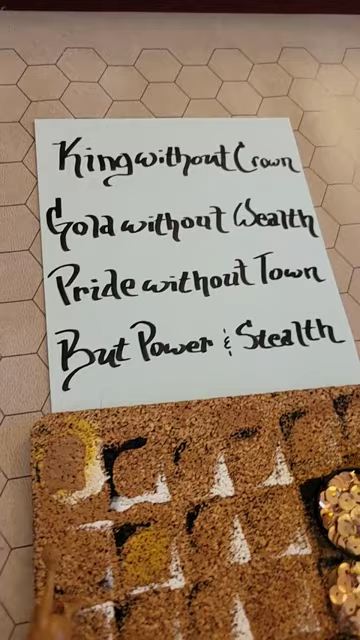 King without Crown
Gold without Wealth
Pride without Town
But Power & Stealth